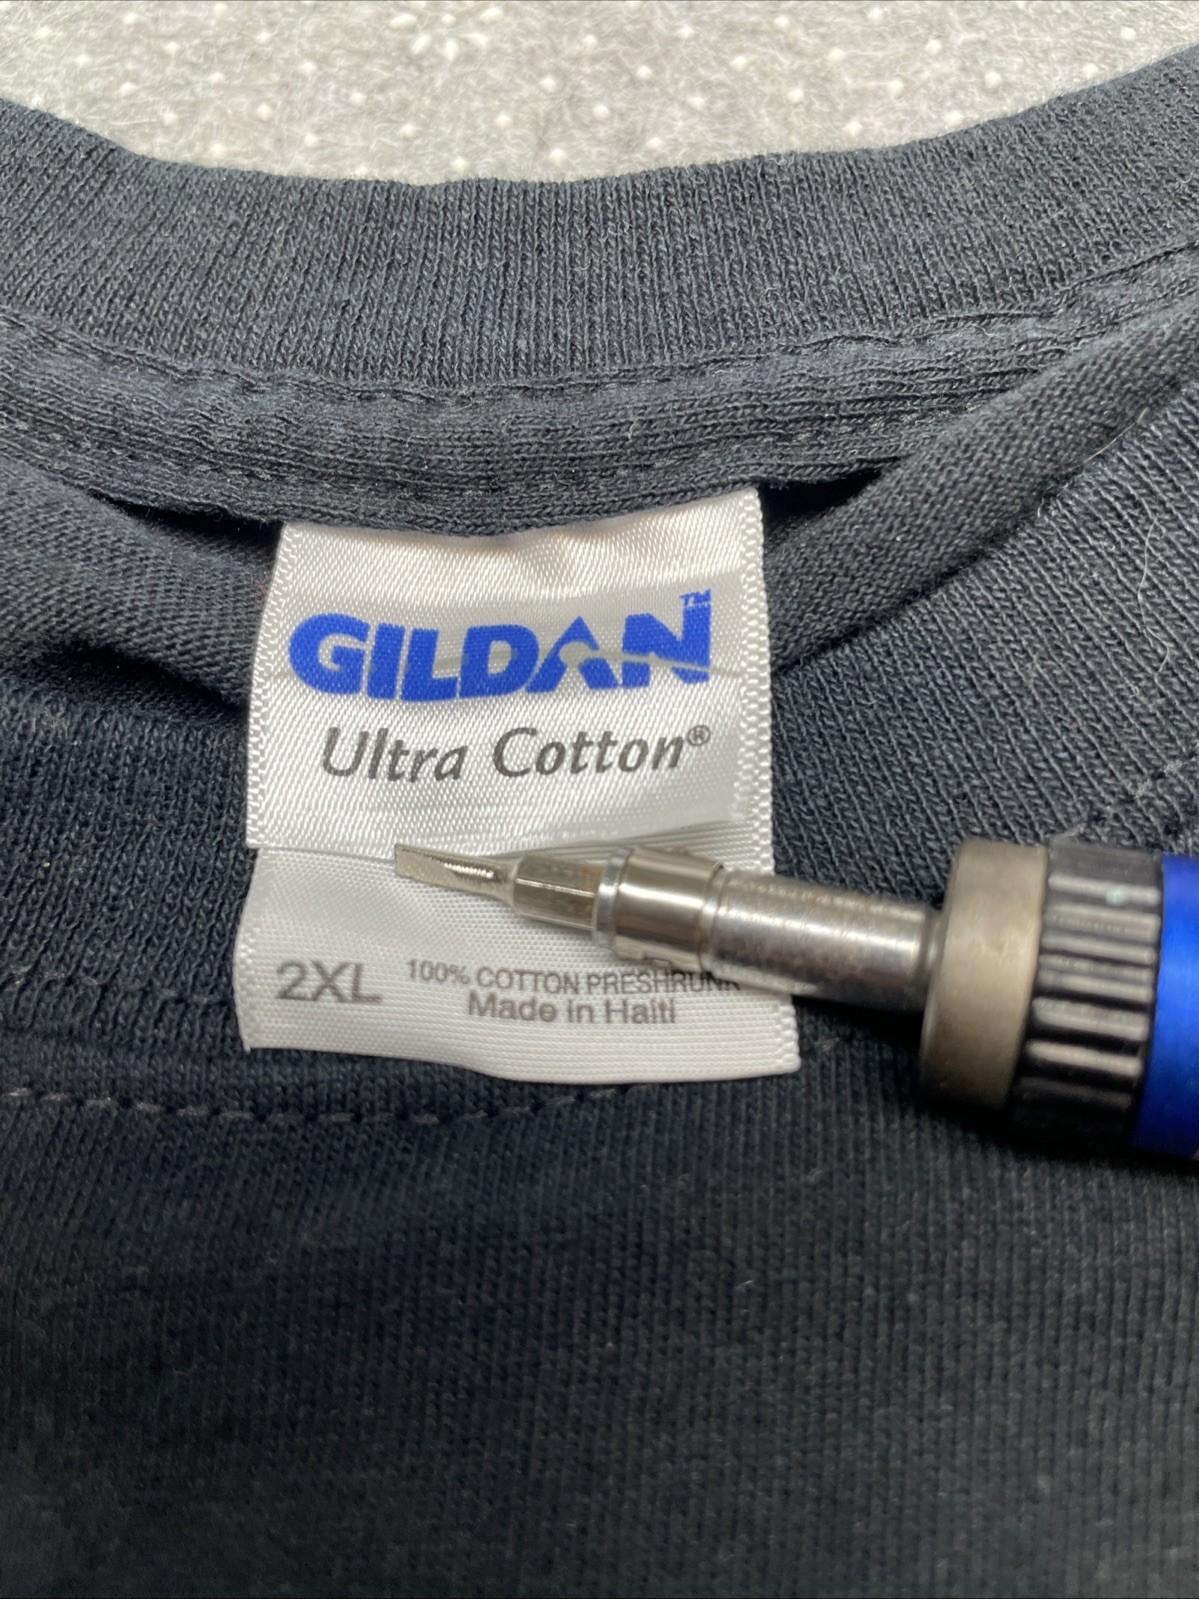 GILDAN™
Ultra Cotton®
2XL
100% COTTON PRESHRUNK
Made in Haiti